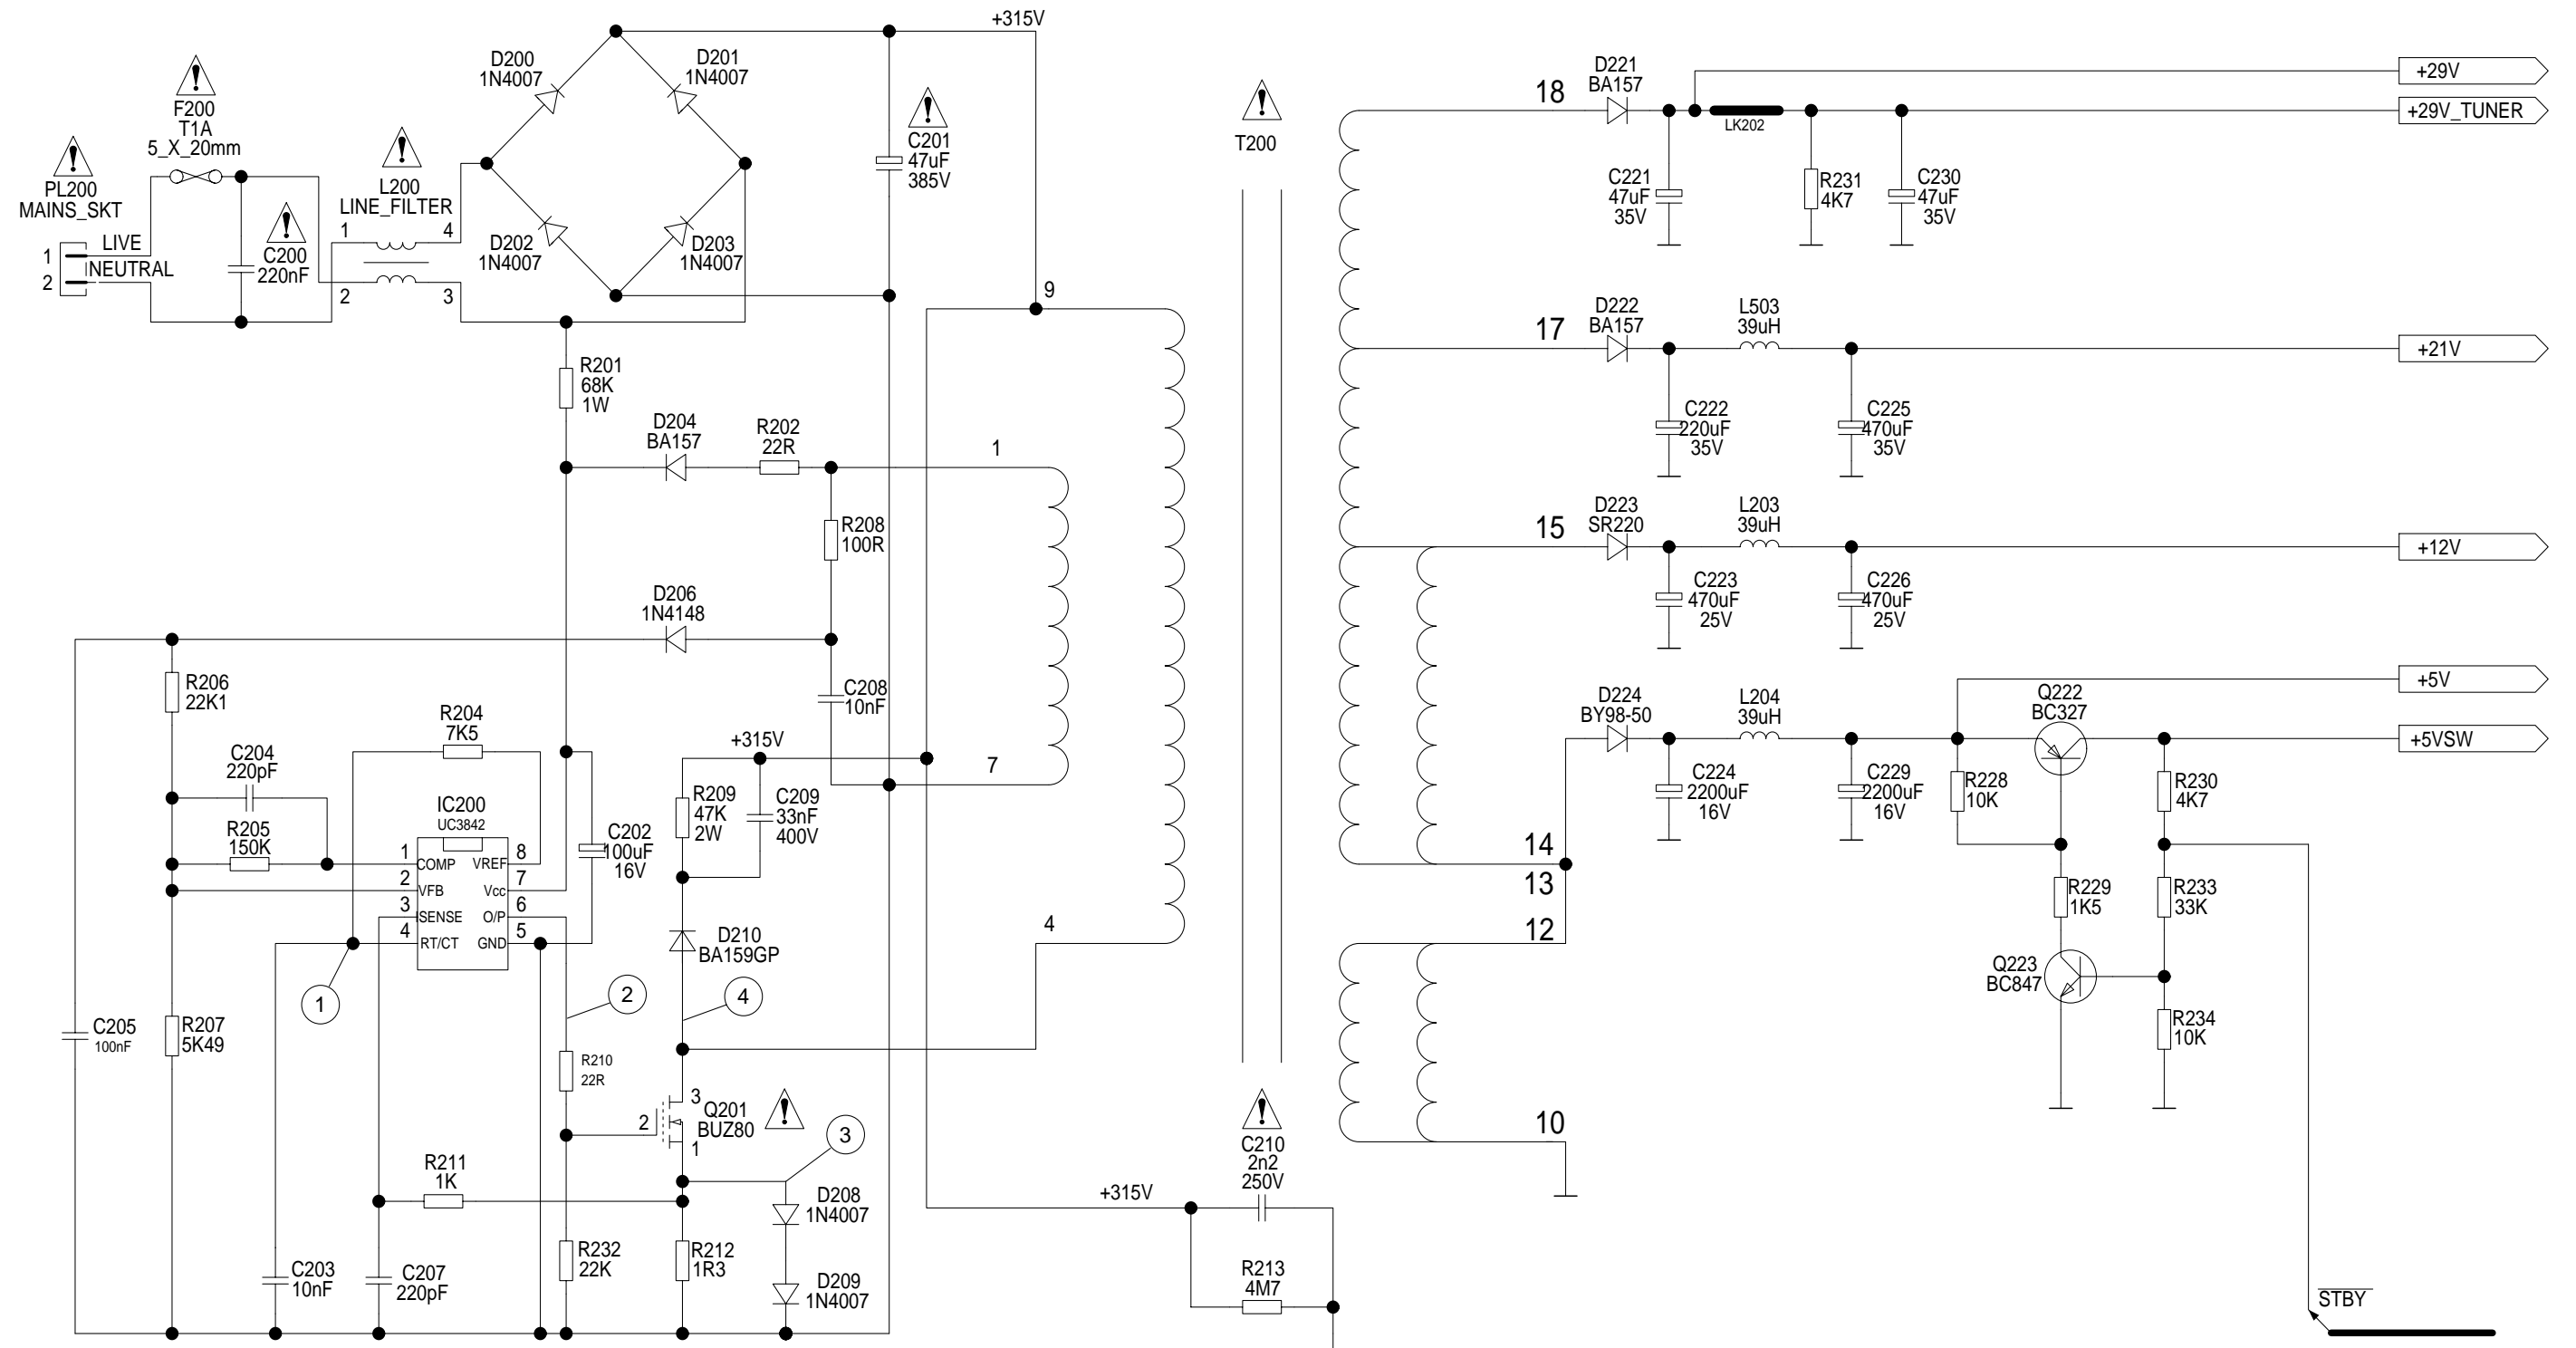 +315V
D200
1N4007
D201
1N4007
F200
T1A
5_X_20mm
PL200
MAINS_SKT
L200
LINE_FILTER
C201
47uF
385V
T200
D221
BA157
18
+29V
+29V_TUNER
LK202
C221
47uF
35V
R231
4K7
C230
47uF
35V
LIVE
NEUTRAL
1
2
C200
220nF
1
4
2
3
D202
1N4007
D203
1N4007
9
17
D222
BA157
L503
39uH
+21V
R201
68K
1W
D204
BA157
R202
22R
1
C222
220uF
35V
C225
470uF
35V
R208
100R
15
D223
SR220
L203
39uH
+12V
D206
1N4148
C223
470uF
25V
C226
470uF
25V
R206
22K1
C208
10nF
D224
BY98-50
L204
39uH
Q222
BC327
+5V
+5VSW
R204
7K5
C204
220pF
+315V
7
R205
150K
IC200
UC3842
C202
100uF
16V
R209
47K
2W
C209
33nF
400V
C224
2200uF
16V
C229
2200uF
16V
R228
10K
R230
4K7
1
COMP
VREF
8
2
VFB
Vcc
7
3
SENSE
O/P
6
4
RT/CT
GND
5
14
13
12
R229
1K5
R233
33K
4
D210
BA159GP
Q223
BC847
1
2
4
C205
100nF
R207
5K49
R210
22R
R234
10K
3
2
1
Q201
BUZ80
3
10
C210
2n2
250V
R211
1K
D208
1N4007
+315V
C203
10nF
C207
220pF
R232
22K
R212
1R3
D209
1N4007
R213
4M7
STBY